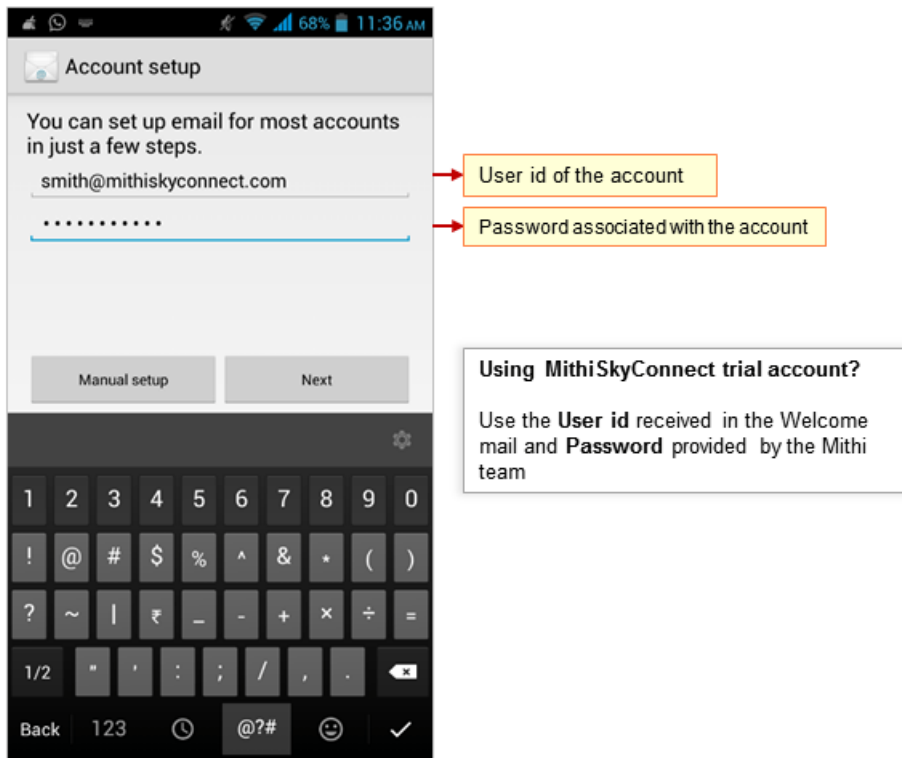 68% 11:36 AM
Account setup
You can set up email for most accounts
in just a few steps.
smith@mithiskyconnect.com
•••••••••••
User id of the account
Password associated with the account
Manual setup
Next
Using MithiSkyConnect trial account?
Use the User id received in the Welcome
mail and Password provided by the Mithi
team
1 2 3 4 5 6 7 8 9 0
! @ # $ % ^ & * ( )
? ~ | ₹ _ - + × ÷ =
1/2 " ' : ; / , .
Back 123 @?#